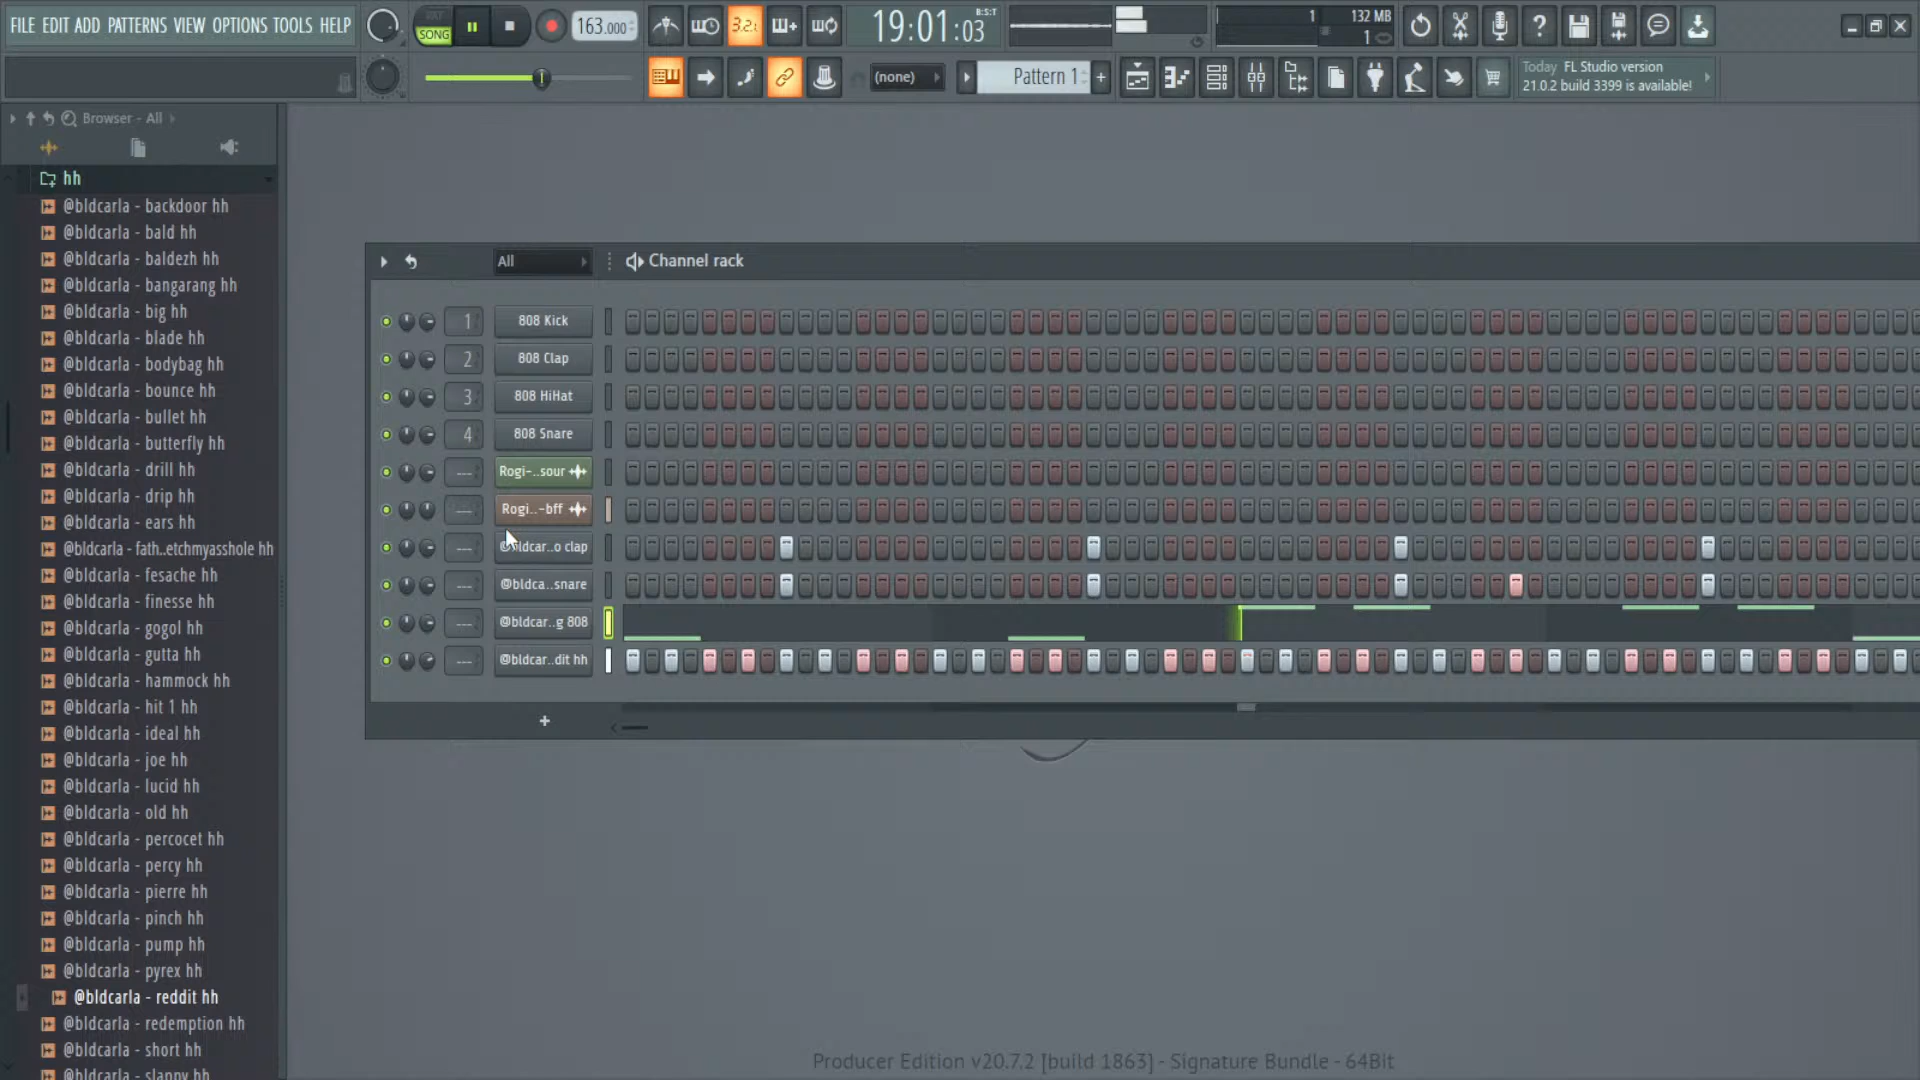 FILE EDIT ADD PATTERNS VIEW OPTIONS TOOLS HELP
SONG
163.000
3.2.
19:01:03
B:S:T
1
132 MB
1
(none)
Pattern 1
+
Today FL Studio version
21.0.2 build 3399 is available!
Browser - All
hh
@bldcarla - backdoor hh
@bldcarla - bald hh
@bldcarla - baldezh hh
@bldcarla - bangarang hh
@bldcarla - big hh
@bldcarla - blade hh
@bldcarla - bodybag hh
@bldcarla - bounce hh
@bldcarla - bullet hh
@bldcarla - butterfly hh
@bldcarla - drill hh
@bldcarla - drip hh
@bldcarla - ears hh
@bldcarla - fath..etchmyasshole hh
@bldcarla - fesache hh
@bldcarla - finesse hh
@bldcarla - gogol hh
@bldcarla - gutta hh
@bldcarla - hammock hh
@bldcarla - hit 1 hh
@bldcarla - ideal hh
@bldcarla - joe hh
@bldcarla - lucid hh
@bldcarla - old hh
@bldcarla - percocet hh
@bldcarla - percy hh
@bldcarla - pierre hh
@bldcarla - pinch hh
@bldcarla - pump hh
@bldcarla - pyrex hh
@bldcarla - reddit hh
@bldcarla - redemption hh
@bldcarla - short hh
@bldcarla - slappy hh
All
Channel rack
1 808 Kick
2 808 Clap
3 808 HiHat
4 808 Snare
--- Rogi-..sour
--- Rogi..-bff
--- @bldcar..o clap
--- @bldca..snare
--- @bldcar..g 808
--- @bldcar..dit hh
+
Producer Edition v20.7.2 [build 1863] - Signature Bundle - 64Bit